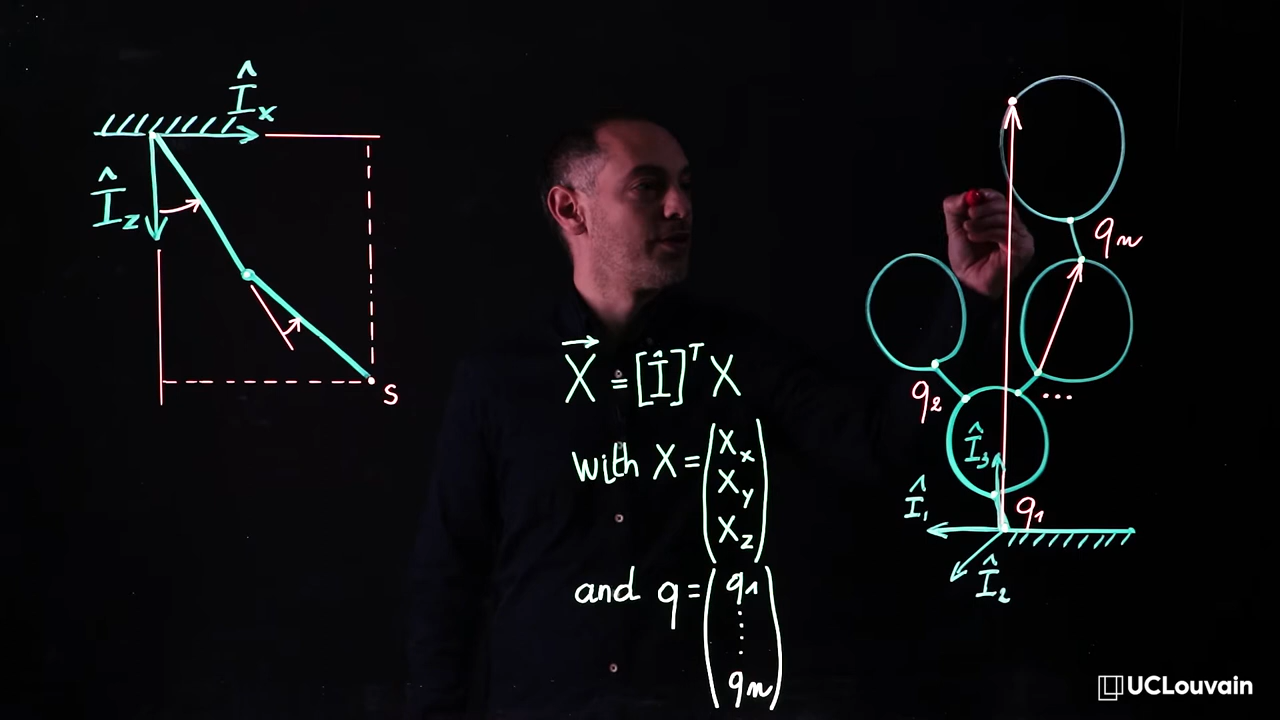 Î_x
Î_z
S
X⃗ = [Î]ᵀ X
with X = (X_x
X_y
X_z)
and q = (q_1
⋮
q_n)
q_n
q_2
...
Î_3
Î_1
q_1
Î_2
UCLouvain